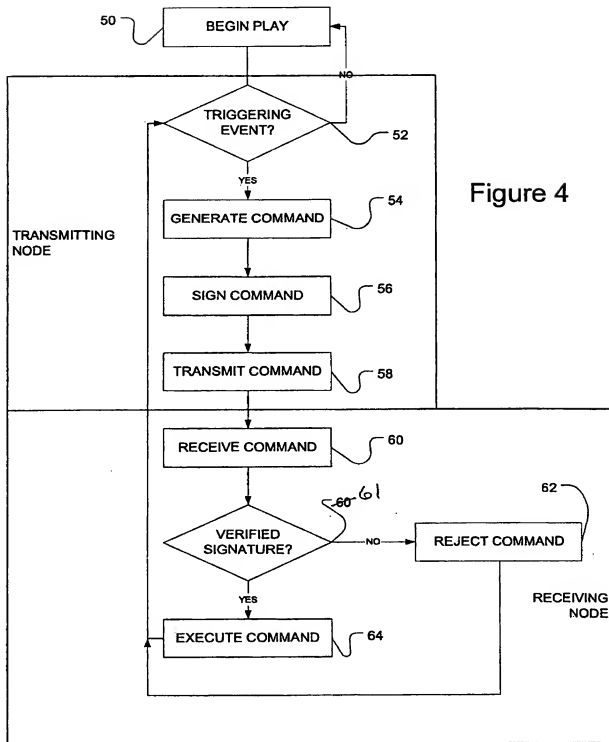 50
BEGIN PLAY
NO
TRIGGERING
EVENT?
52
YES
Figure 4
GENERATE COMMAND
54
TRANSMITTING
NODE
SIGN COMMAND
56
TRANSMIT COMMAND
58
RECEIVE COMMAND
60
60 61
VERIFIED
SIGNATURE?
NO
62
REJECT COMMAND
YES
RECEIVING
NODE
EXECUTE COMMAND
64